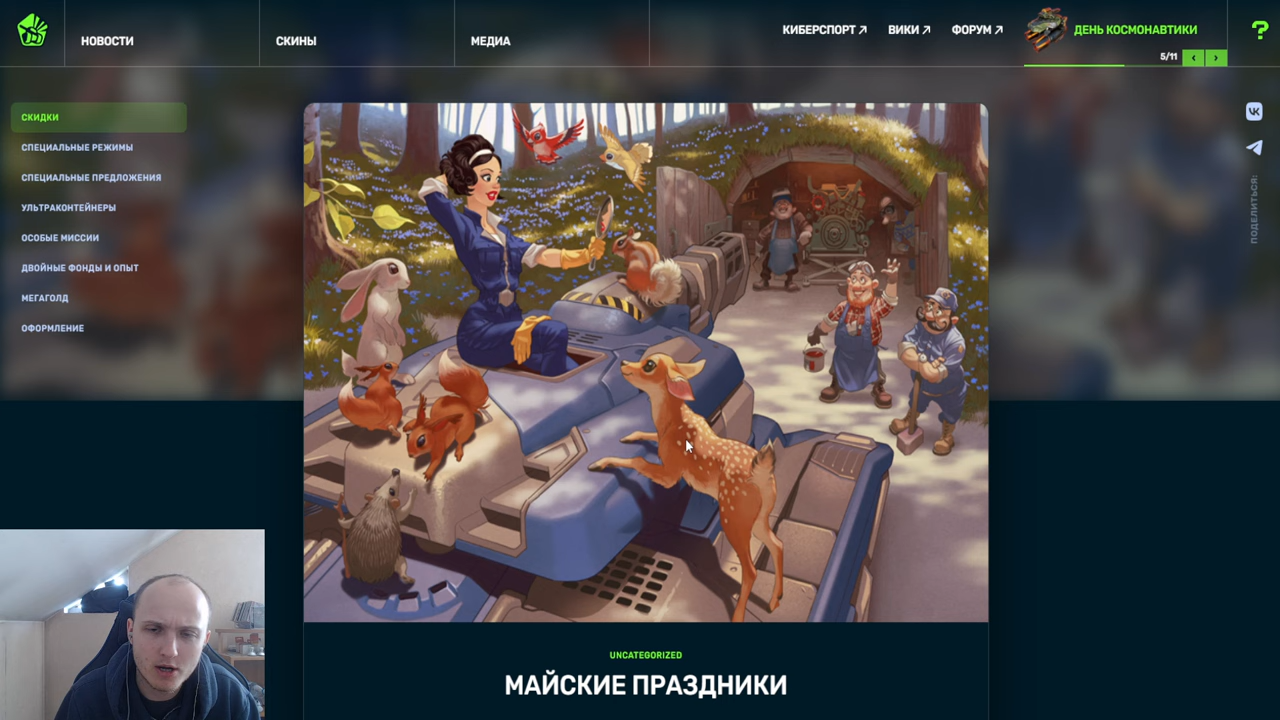 НОВОСТИ
СКИНЫ
МЕДИА
КИБЕРСПОРТ
ВИКИ
ФОРУМ
ДЕНЬ КОСМОНАВТИКИ
?
5/11
СКИДКИ
СПЕЦИАЛЬНЫЕ РЕЖИМЫ
СПЕЦИАЛЬНЫЕ ПРЕДЛОЖЕНИЯ
УЛЬТРАКОНТЕЙНЕРЫ
ОСОБЫЕ МИССИИ
ДВОЙНЫЕ ФОНДЫ И ОПЫТ
МЕГАГОЛД
ОФОРМЛЕНИЕ
ПОДЕЛИТЬСЯ:
UNCATEGORIZED
МАЙСКИЕ ПРАЗДНИКИ